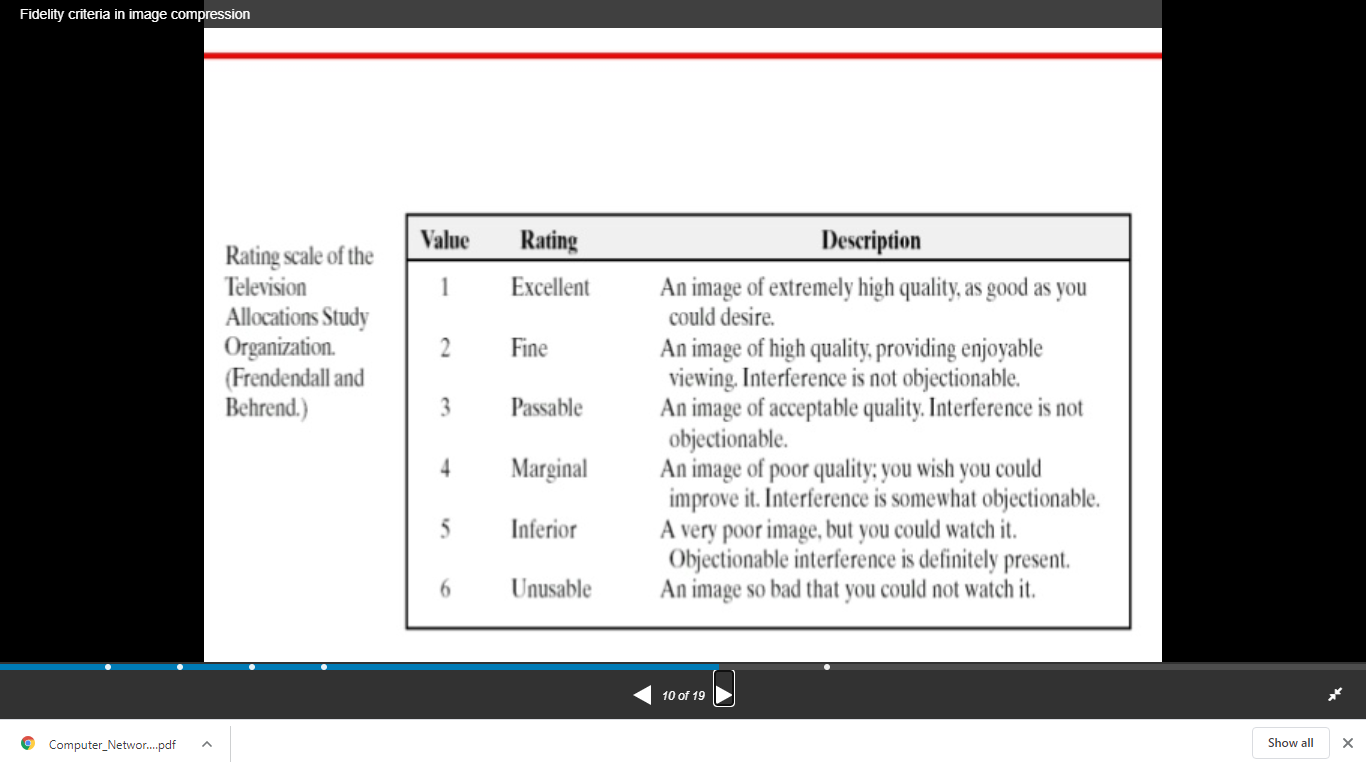 Fidelity criteria in image compression
Rating scale of the
Television
Allocations Study
Organization.
(Frendendall and
Behrend.)
Value Rating Description
1 Excellent An image of extremely high quality, as good as you
could desire.
2 Fine An image of high quality, providing enjoyable
viewing. Interference is not objectionable.
3 Passable An image of acceptable quality. Interference is not
objectionable.
4 Marginal An image of poor quality; you wish you could
improve it. Interference is somewhat objectionable.
5 Inferior A very poor image, but you could watch it.
Objectionable interference is definitely present.
6 Unusable An image so bad that you could not watch it.
10 of 19
Computer_Networ....pdf
Show all